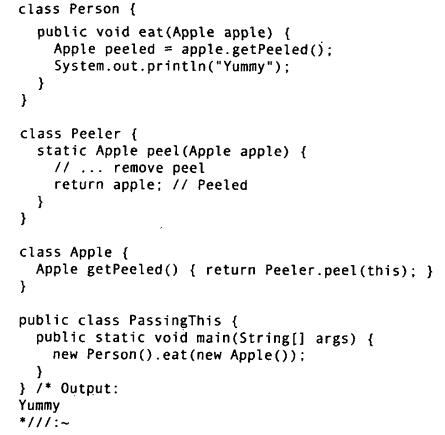 class Person {
  public void eat(Apple apple) {
    Apple peeled = apple.getPeeled();
    System.out.println("Yummy");
  }
}
class Peeler {
  static Apple peel(Apple apple) {
    // ... remove peel
    return apple; // Peeled
  }
}
class Apple {
  Apple getPeeled() { return Peeler.peel(this); }
}
public class PassingThis {
  public static void main(String[] args) {
    new Person().eat(new Apple());
  }
} /* Output:
Yummy
*///:~